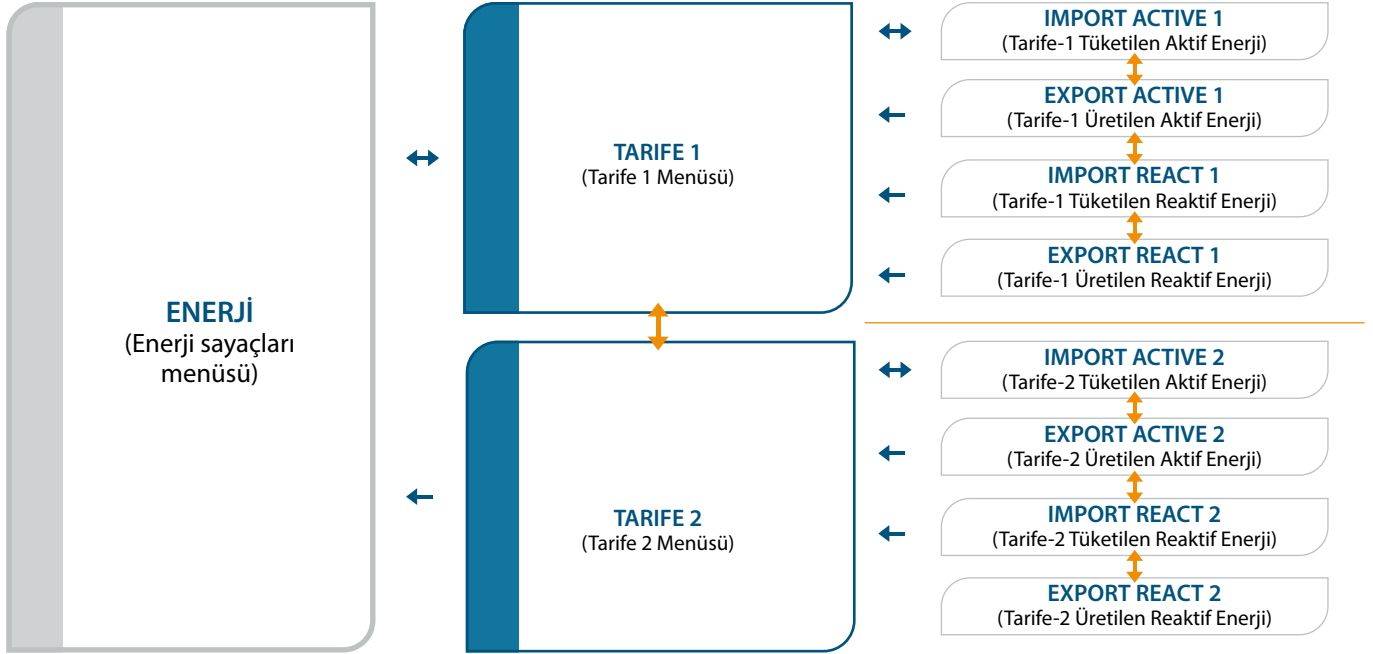 ENERJİ
(Enerji sayaçları
menüsü)
TARIFE 1
(Tarife 1 Menüsü)
IMPORT ACTIVE 1
(Tarife-1 Tüketilen Aktif Enerji)
EXPORT ACTIVE 1
(Tarife-1 Üretilen Aktif Enerji)
IMPORT REACT 1
(Tarife-1 Tüketilen Reaktif Enerji)
EXPORT REACT 1
(Tarife-1 Üretilen Reaktif Enerji)
TARIFE 2
(Tarife 2 Menüsü)
IMPORT ACTIVE 2
(Tarife-2 Tüketilen Aktif Enerji)
EXPORT ACTIVE 2
(Tarife-2 Üretilen Aktif Enerji)
IMPORT REACT 2
(Tarife-2 Tüketilen Reaktif Enerji)
EXPORT REACT 2
(Tarife-2 Üretilen Reaktif Enerji)